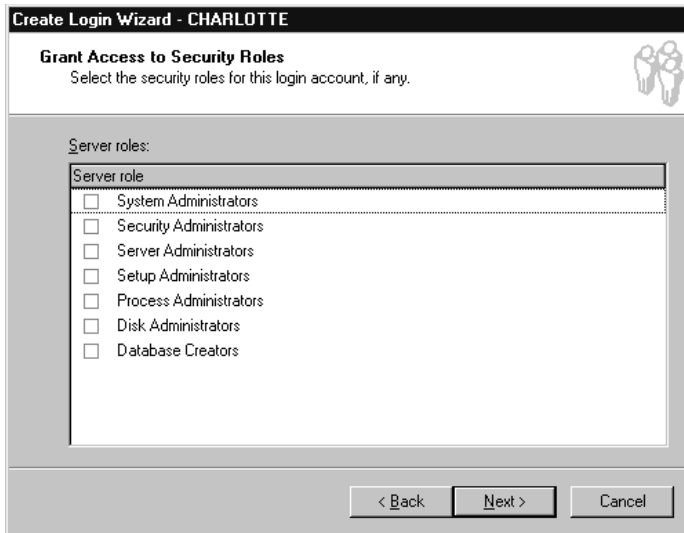 Create Login Wizard - CHARLOTTE
Grant Access to Security Roles
Select the security roles for this login account, if any.
Server roles:
Server role
System Administrators
Security Administrators
Server Administrators
Setup Administrators
Process Administrators
Disk Administrators
Database Creators
< Back
Next >
Cancel